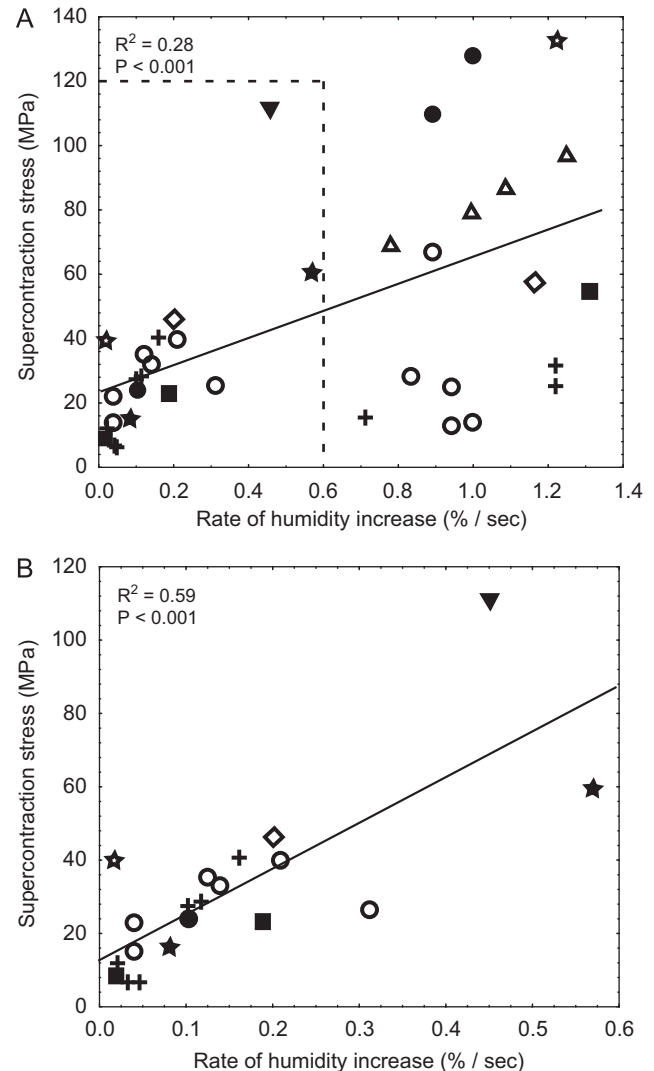 A
R² = 0.28
P < 0.001
Supercontraction stress (MPa)
140
120
100
80
60
40
20
0
0.0 0.2 0.4 0.6 0.8 1.0 1.2 1.4
Rate of humidity increase (% / sec)
B
R² = 0.59
P < 0.001
Supercontraction stress (MPa)
120
100
80
60
40
20
0
0.0 0.1 0.2 0.3 0.4 0.5 0.6
Rate of humidity increase (% / sec)